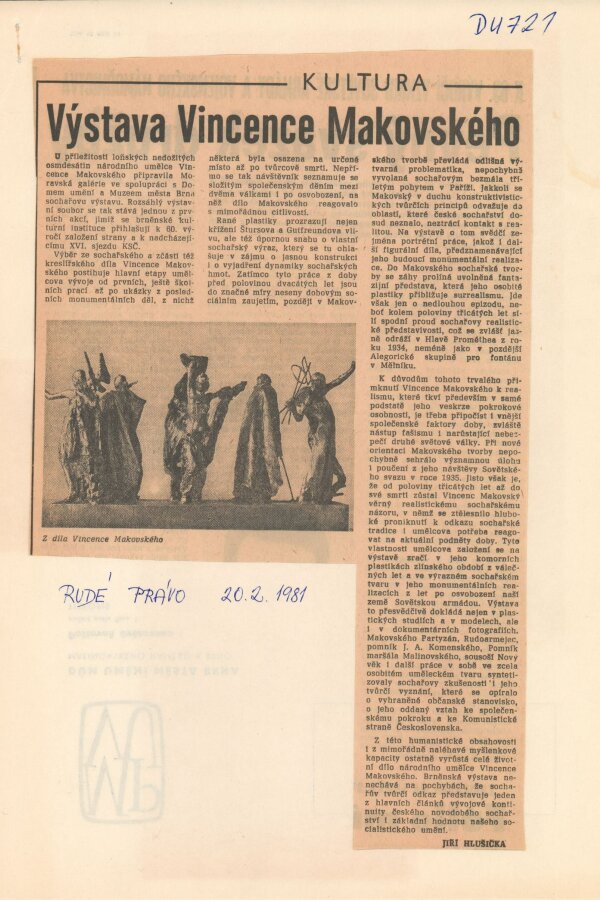 DU721
KULTURA
Výstava Vincence Makovského
U příležitosti loňských nedožitých
osmdesátin národního umělce Vin-
cence Makovského připravila Mo-
ravská galérie ve spolupráci s Do-
mem umění a Muzeem města Brna
sochařovu výstavu. Rozsáhlý výstav-
ní soubor se tak stává jednou z prv-
ních akcí, jimiž se brněnské kultur-
ní instituce přihlašují k 60. vý-
ročí založení strany a k nadcházejí-
címu XVI. sjezdu KSČ.
Výběr ze sochařského a zčásti též
kreslířského díla Vincence Makov-
ského postihuje hlavní etapy uměl-
cova vývoje od prvních, ještě škol-
ních prací až po ukázky z posled-
ních monumentálních děl, z nichž
některá byla osazena na určené
místo až po tvůrcově smrti. Nepří-
mo se tak návštěvník seznamuje se
složitým společenským děním mezi
dvěma válkami i po osvobození, na
něž dílo Makovského reagovalo
s mimořádnou citlivostí.
Rané plastiky prozrazují nejen
křížení Štursova a Gutfreundova vli-
vu, ale též úpornou snahu o vlastní
sochařský výraz, který se tu ohla-
šuje v zájmu o jasnou konstrukci
i o vyjádření dynamiky sochařských
hmot. Zatímco tyto práce z doby
před polovinou dvacátých let jsou
do značné míry neseny dobovým so-
ciálním zaujetím, později v Makov-
ského tvorbě převládá odlišná vý-
tvarná problematika, nepochybně
vyvolaná sochařovým bezmála tří-
letým pobytem v Paříži. Jakkoli se
Makovský v duchu konstruktivistic-
kých tvůrčích principů odvažuje do
oblasti, které české sochařství do-
sud neznalo, neztrácí kontakt s rea-
litou. Na výstavě o tom svědčí ze-
jména portrétní práce, jakož i dal-
ší figurální díla, předznamenávající
jeho budoucí monumentální realiza-
ce. Do Makovského sochařské tvor-
by se záhy prolíná uvolněná fantazijní
představa, která jeho osobité
plastiky přibližuje surrealismu. Jde
však jen o nedlouhou epizodu, ne-
boť kolem poloviny třicátých let sí-
lí spodní proud sochařovy realistic-
ké představivosti, což se zvlášť jas-
ně odráží v Hlavě Prométhea z ro-
ku 1934, neméně jako v pozdější
Alegorické skupině pro fontánu
v Mělníku.
K důvodům tohoto trvalého při-
mknutí Vincence Makovského k rea-
lismu, které tkví především v samé
podstatě jeho veskrze pokrokové
osobnosti, je třeba připočíst i vnější
společenské faktory doby, zvláště
nástup fašismu i narůstající nebez-
pečí druhé světové války. Při nové
orientaci Makovského tvorby nepo-
chybně sehrálo významnou úlohu
i poučení z jeho návštěvy Sovětské-
ho svazu v roce 1935. Jisto však je,
že od poloviny třicátých let až do
své smrti zůstal Vincenc Makovský
věrný realistickému sochařskému
názoru, v němž se ztělesnilo hlubo-
ké proniknutí k odkazu sochařské
tradice i umělcova potřeba reago-
vat na aktuální podněty doby. Tyto
vlastnosti umělcova založení se na
výstavě zračí v jeho komorních
plastikách zlínského období z váleč-
ných let a ve výrazném sochařském
tvaru v jeho monumentálních rea-
lizacích z let po osvobození naší
země Sovětskou armádou. Výstava
to přesvědčivě dokládá nejen v plas-
tických studiích a v modelech, ale
i v dokumentárních fotografiích.
Makovského Partyzán, Rudoarmejec,
pomník J. A. Komenského, Pomník
maršála Malinovského, sousoší Nový
věk i další práce v sobě ve zcela
osobitém uměleckém tvaru synteti-
zovaly sochařovy zkušenosti i jeho
tvůrčí vyznání, které se opíralo
o vyhraněné občanské stanovisko,
o jeho oddaný vztah ke společen-
skému pokroku a ke Komunistické
straně Československa.
Z této humanistické obsahovosti
i z mimořádně naléhavé myšlenkové
kapacity ostatně vyrůstá celé život-
ní dílo národního umělce Vincence
Makovského. Brněnská výstava ne-
nechává na pochybách, že socha-
řův tvůrčí odkaz představuje jeden
z hlavních článků vývojové konti-
nuity českého novodobého sochař-
ství i základní hodnotu našeho so-
cialistického umění.
JIŘÍ HLUŠIČKA
Z díla Vincence Makovského
RUDÉ PRÁVO 20.2.1981